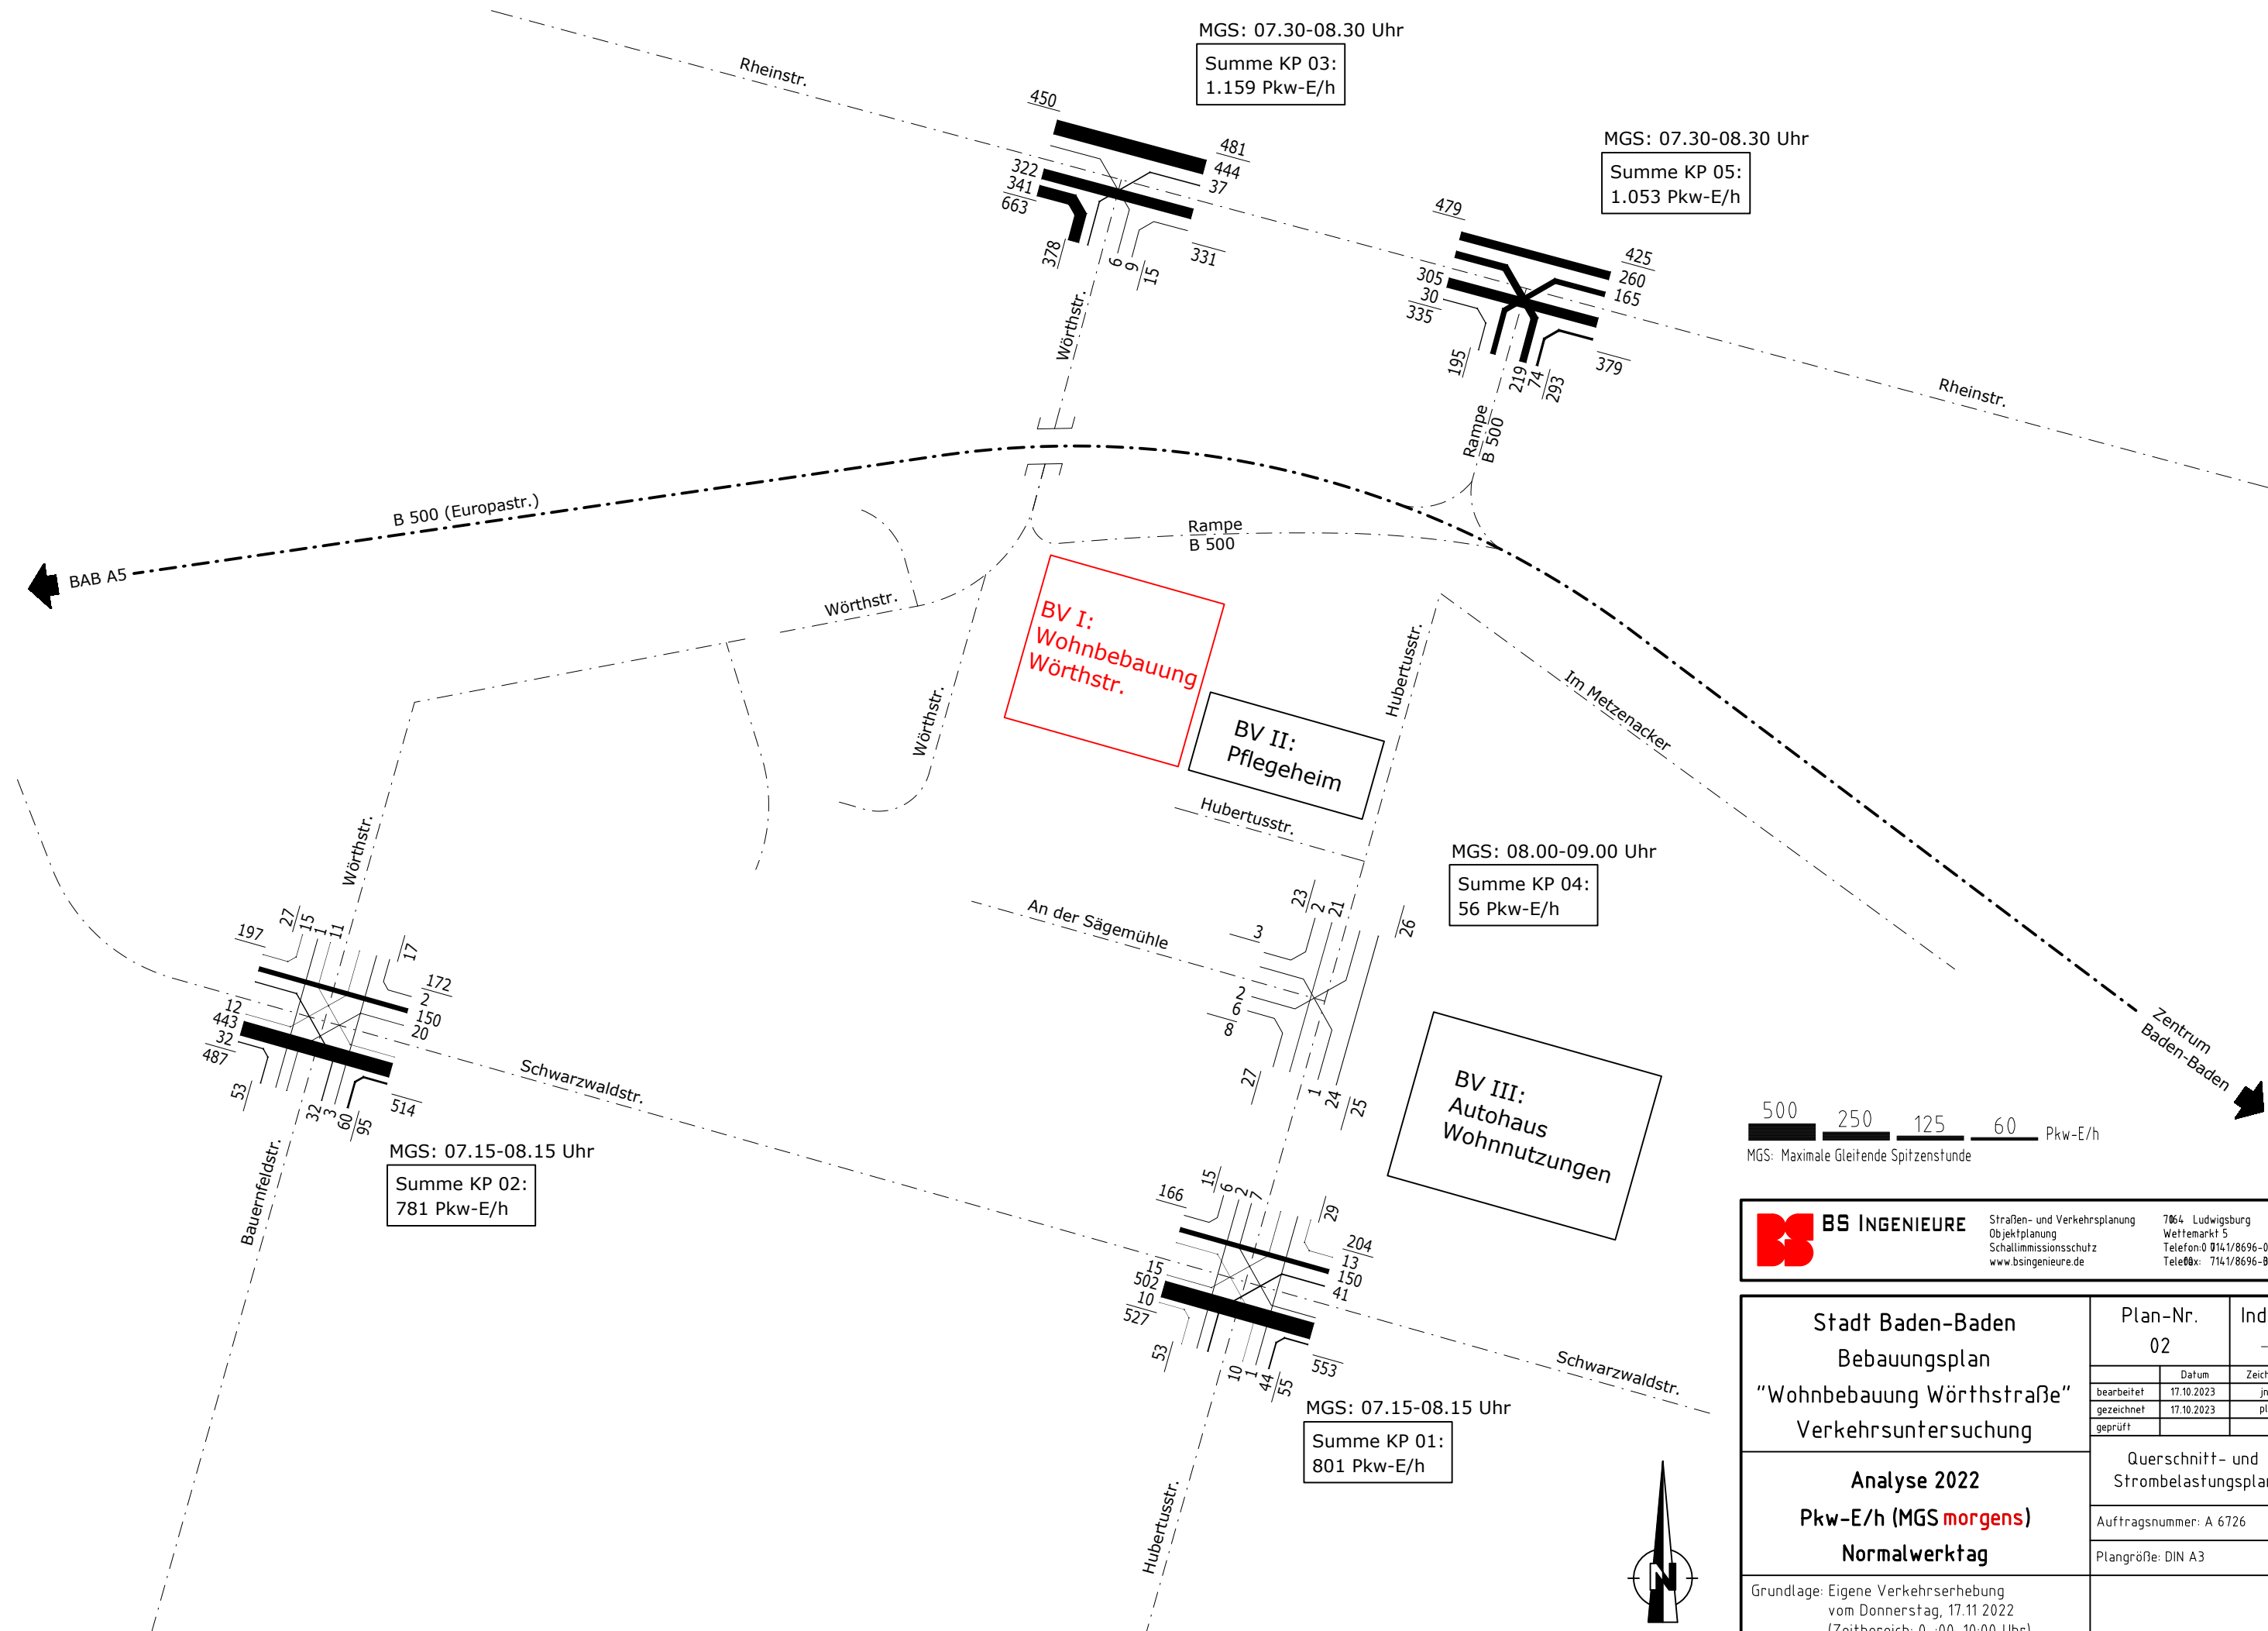 MGS: 07.30-08.30 Uhr
Summe KP 03:
1.159 Pkw-E/h
Rheinstr.
450
481
444
37
322
341
663
378
6
9
15
331
Wörthstr.
MGS: 07.30-08.30 Uhr
Summe KP 05:
1.053 Pkw-E/h
479
425
260
165
305
30
335
195
219
74
293
379
Rampe
B 500
Rheinstr.
B 500 (Europastr.)
BAB A5
Rampe
B 500
Wörthstr.
BV I:
Wohnbebauung
Wörthstr.
Hubertusstr.
Im Metzenacker
Wörthstr.
BV II:
Pflegeheim
Hubertusstr.
Wörthstr.
MGS: 08.00-09.00 Uhr
Summe KP 04:
56 Pkw-E/h
An der Sägemühle
23
2
21
26
3
2
6
8
27
1
24
25
197
27
15
1
11
17
172
2
150
20
12
443
32
487
53
32
3
60
95
514
Schwarzwaldstr.
Zentrum
Baden-Baden
BV III:
Autohaus
Wohnnutzungen
MGS: 07.15-08.15 Uhr
Summe KP 02:
781 Pkw-E/h
Bauernfeldstr.
166
15
6
2
7
29
204
13
150
41
15
502
10
527
53
10
1
44
55
553
Schwarzwaldstr.
MGS: 07.15-08.15 Uhr
Summe KP 01:
801 Pkw-E/h
Hubertusstr.
500
250
125
60
Pkw-E/h
MGS: Maximale Gleitende Spitzenstunde
BS INGENIEURE
Straßen- und Verkehrsplanung
Objektplanung
Schallimmissionsschutz
www.bsingenieure.de
Ludwigsburg
Wettemarkt 5
Stadt Baden-Baden
Bebauungsplan
"Wohnbebauung Wörthstraße"
Verkehrsuntersuchung
Plan-Nr.
02
Datum
bearbeitet 17.10.2023
gezeichnet 17.10.2023
geprüft
Querschnitt- und
Analyse 2022
Pkw-E/h (MGS morgens)
Normalwerktag
Auftragsnummer: A 6726
Plangröße: DIN A3
N
Grundlage: Eigene Verkehrserhebung
vom Donnerstag, 17.11 2022